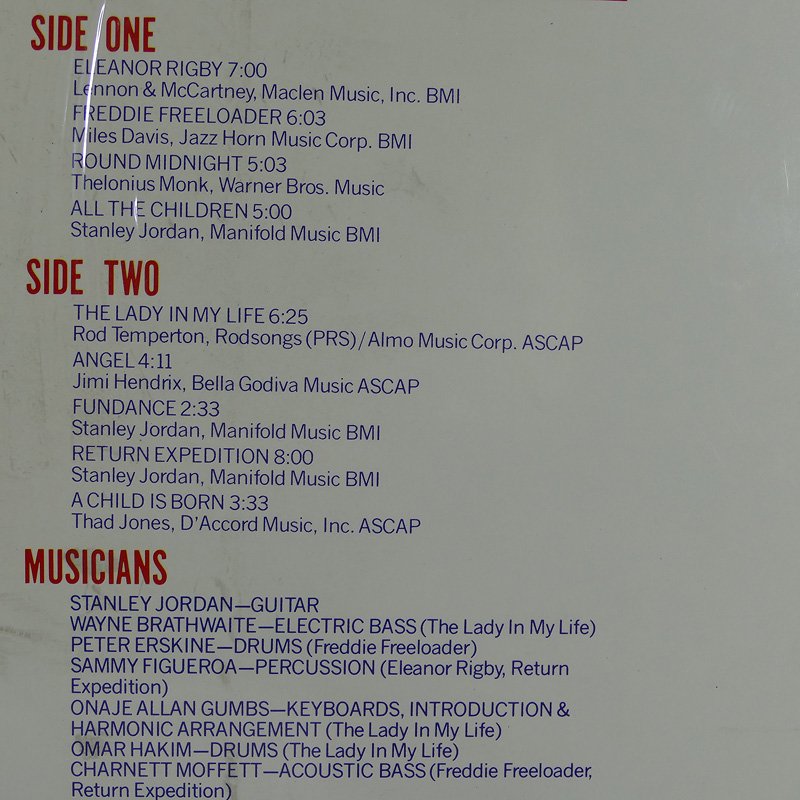 SIDE ONE
ELEANOR RIGBY 7:00
Lennon & McCartney, Maclen Music, Inc. BMI
FREDDIE FREELOADER 6:03
Miles Davis, Jazz Horn Music Corp. BMI
ROUND MIDNIGHT 5:03
Thelonius Monk, Warner Bros. Music
ALL THE CHILDREN 5:00
Stanley Jordan, Manifold Music BMI
SIDE TWO
THE LADY IN MY LIFE 6:25
Rod Temperton, Rodsongs (PRS)/Almo Music Corp. ASCAP
ANGEL 4:11
Jimi Hendrix, Bella Godiva Music ASCAP
FUNDANCE 2:33
Stanley Jordan, Manifold Music BMI
RETURN EXPEDITION 8:00
Stanley Jordan, Manifold Music BMI
A CHILD IS BORN 3:33
Thad Jones, D'Accord Music, Inc. ASCAP
MUSICIANS
STANLEY JORDAN—GUITAR
WAYNE BRATHWAITE—ELECTRIC BASS (The Lady In My Life)
PETER ERSKINE—DRUMS (Freddie Freeloader)
SAMMY FIGUEROA—PERCUSSION (Eleanor Rigby, Return
Expedition)
ONAJE ALLAN GUMBS—KEYBOARDS, INTRODUCTION &
HARMONIC ARRANGEMENT (The Lady In My Life)
OMAR HAKIM—DRUMS (The Lady In My Life)
CHARNETT MOFFETT—ACOUSTIC BASS (Freddie Freeloader,
Return Expedition)